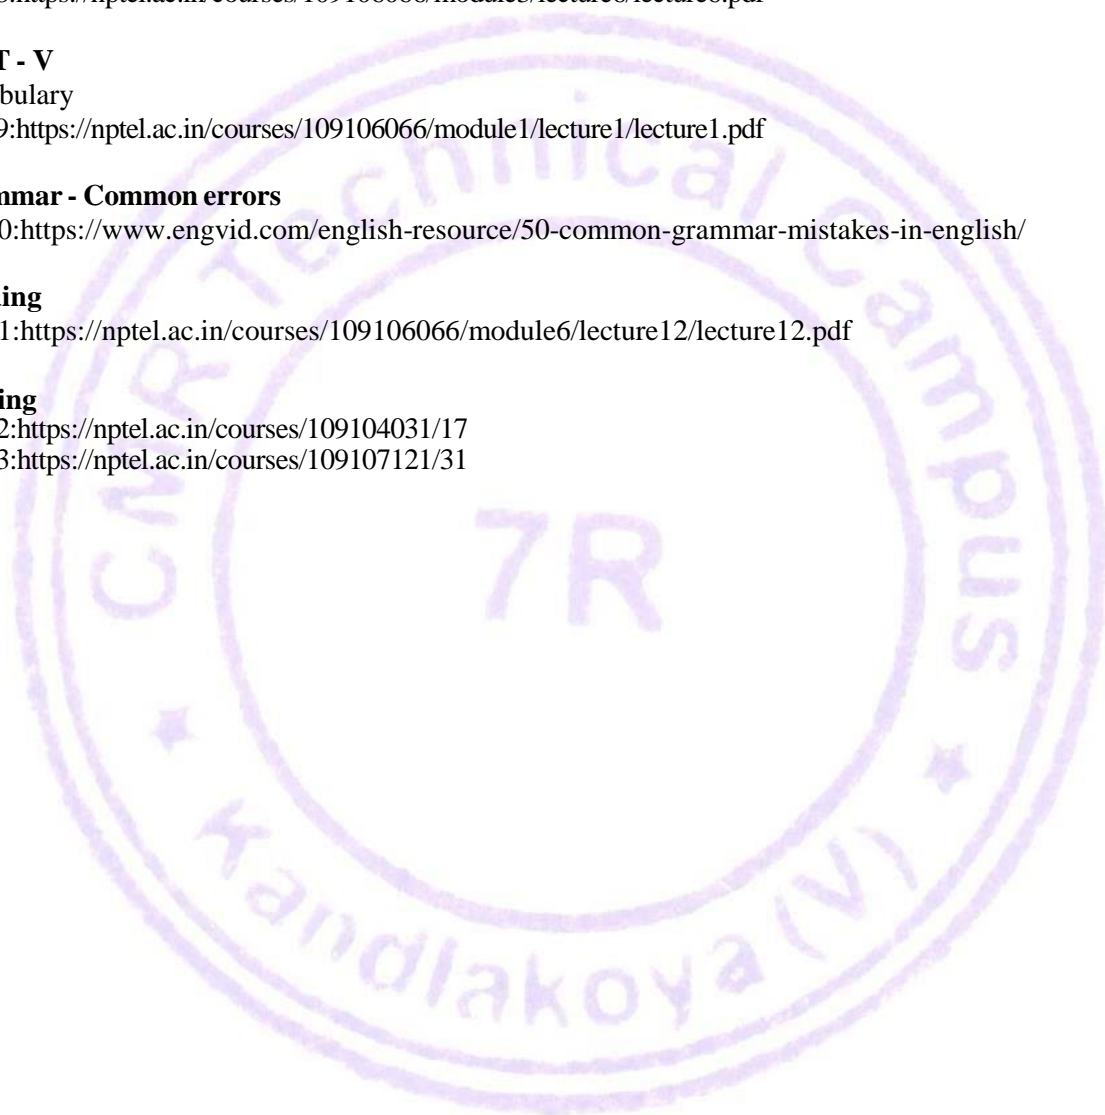 T - V
bulary
9:https://nptel.ac.in/courses/109106066/module1/lecture1/lecture1.pdf
mmar - Common errors
0:https://www.engvid.com/english-resource/50-common-grammar-mistakes-in-english/
ing
1:https://nptel.ac.in/courses/109106066/module6/lecture12/lecture12.pdf
ing
2:https://nptel.ac.in/courses/109104031/17
3:https://nptel.ac.in/courses/109107121/31
CMR Technical Campus
7R
Kandlakoya (V)